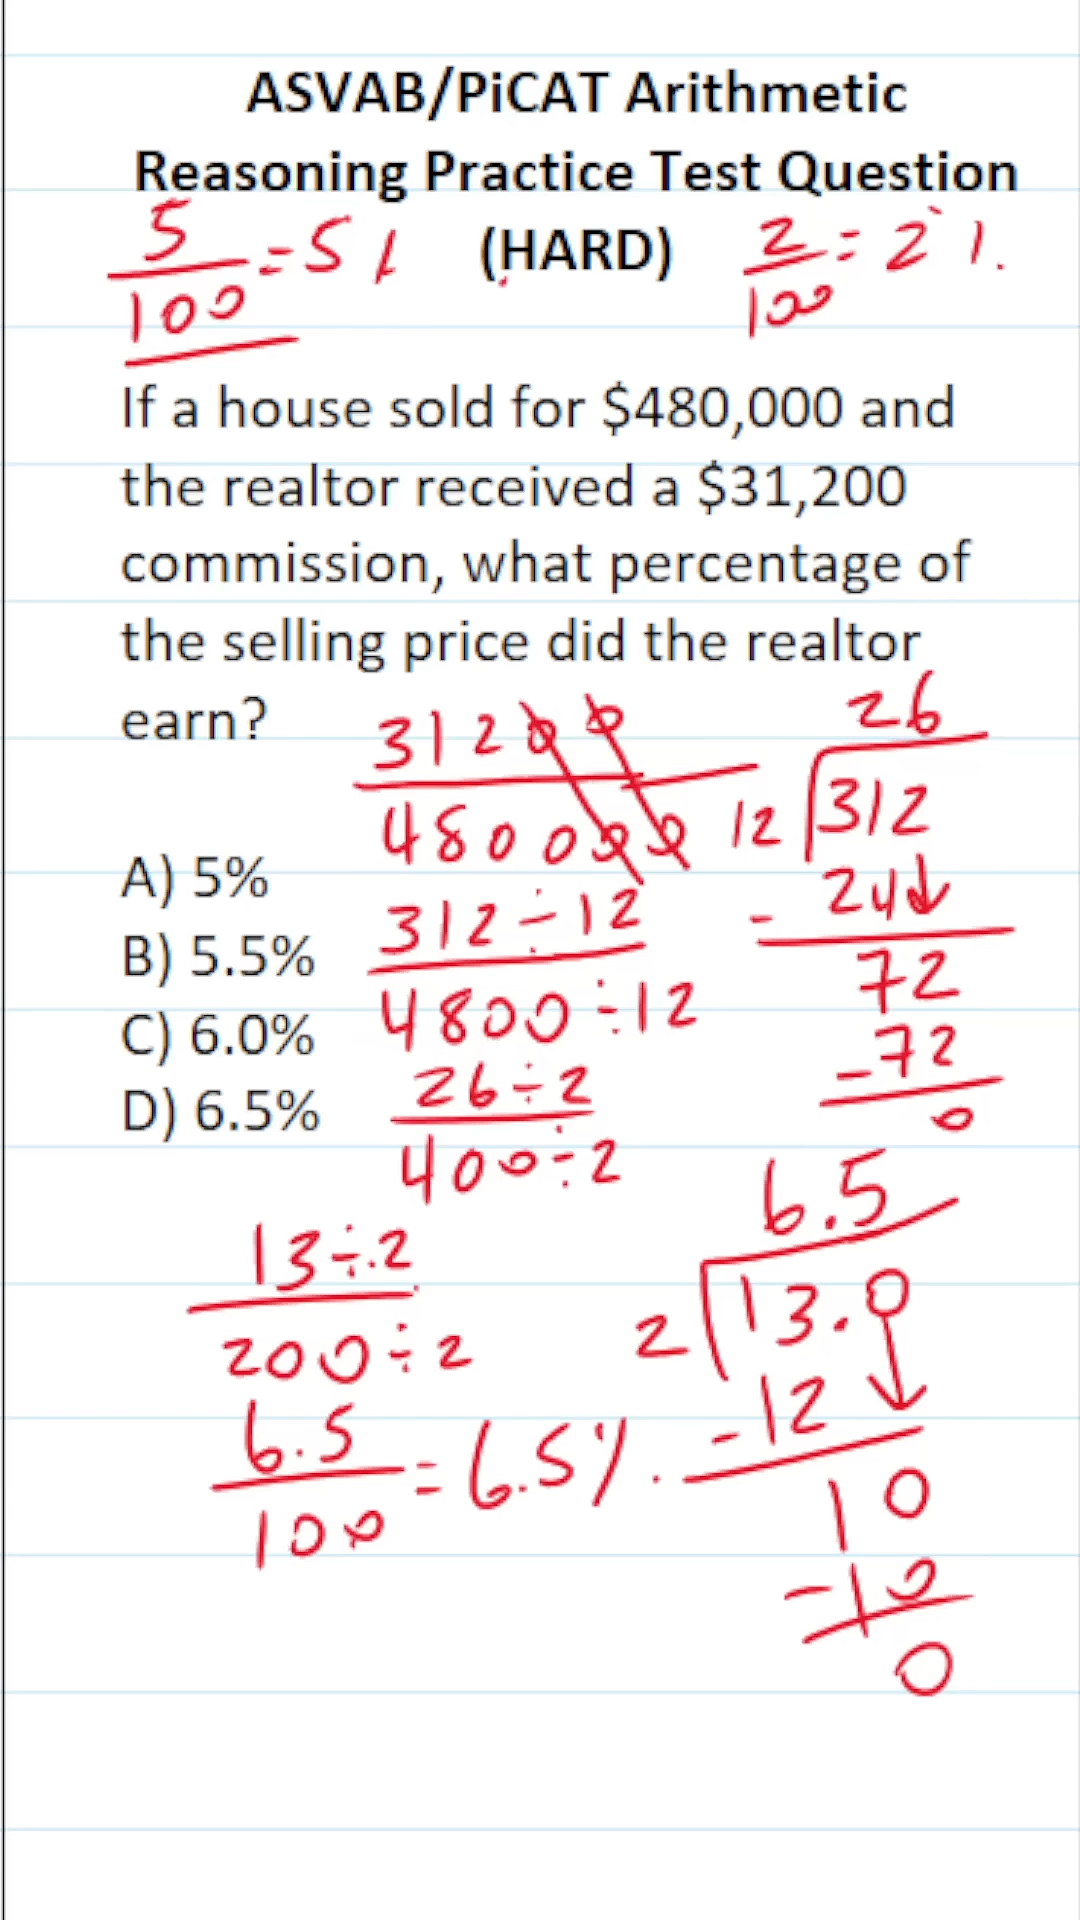 ASVAB/PiCAT Arithmetic
Reasoning Practice Test Question
(HARD)
5/100 = 5%
2/100 = 2%.
If a house sold for $480,000 and
the realtor received a $31,200
commission, what percentage of
the selling price did the realtor
earn?
A) 5%
B) 5.5%
C) 6.0%
D) 6.5%
31200
480000
312 ÷ 12
4800 ÷ 12
26 ÷ 2
400 ÷ 2
13 ÷ 2
200 ÷ 2
6.5
100
= 6.5%.
26
12 312
- 24
72
- 72
0
6.5
2 13.0
- 12
10
- 10
0